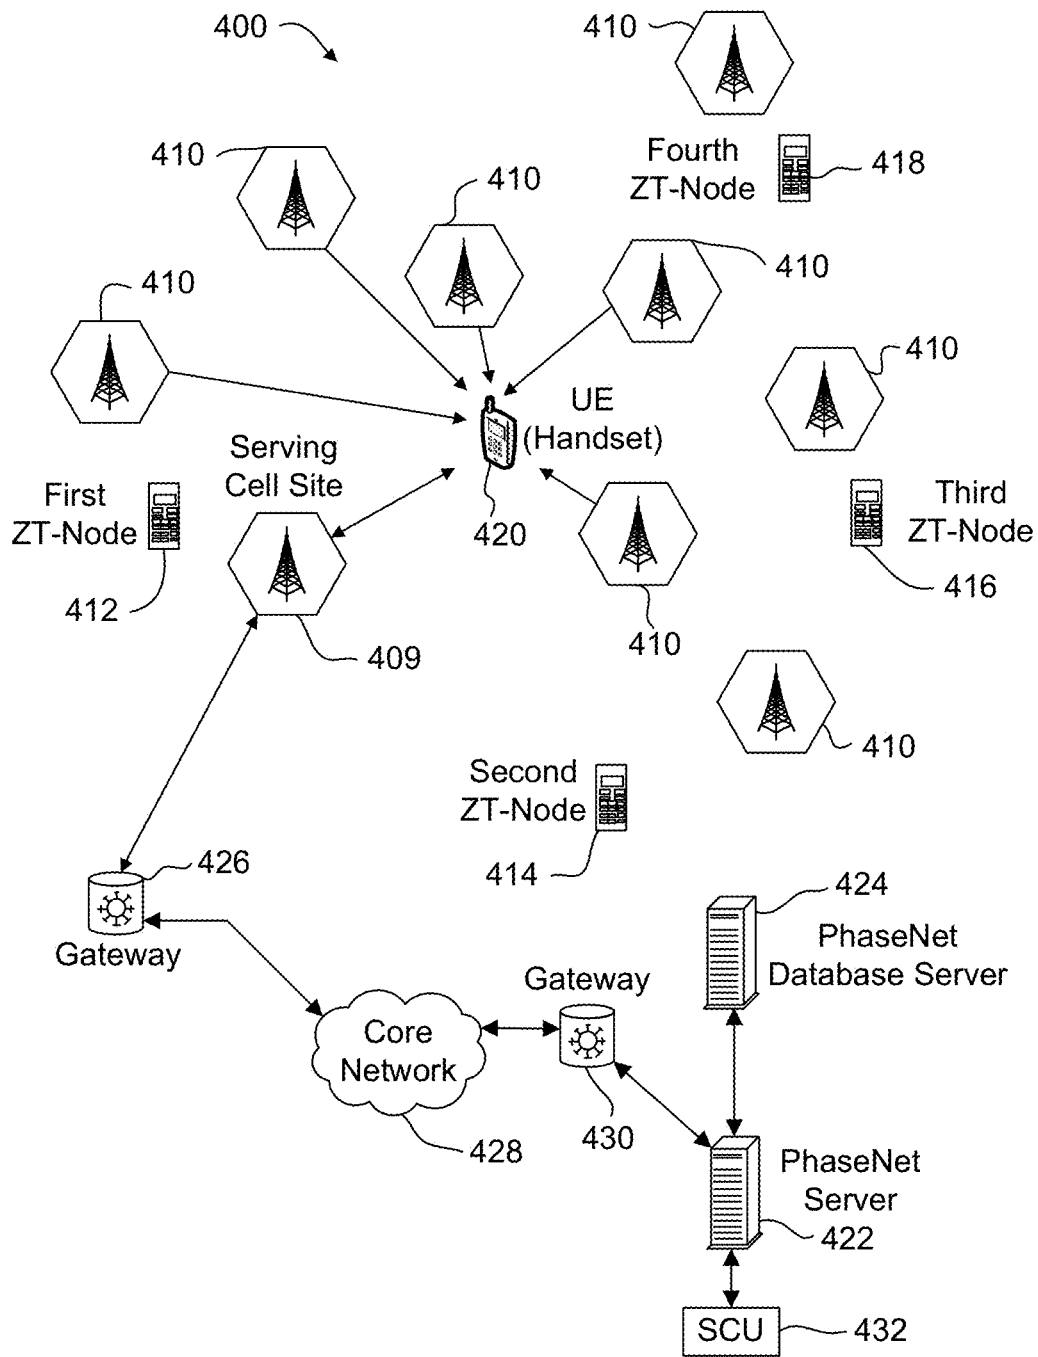 400
410
Fourth
ZT-Node
418
410
410
410
410
410
UE
(Handset)
420
Serving
Cell Site
First
ZT-Node
412
409
Third
ZT-Node
416
410
410
Second
ZT-Node
414
426
Gateway
424
PhaseNet
Database Server
Gateway
430
Core
Network
428
PhaseNet
Server
422
SCU
432